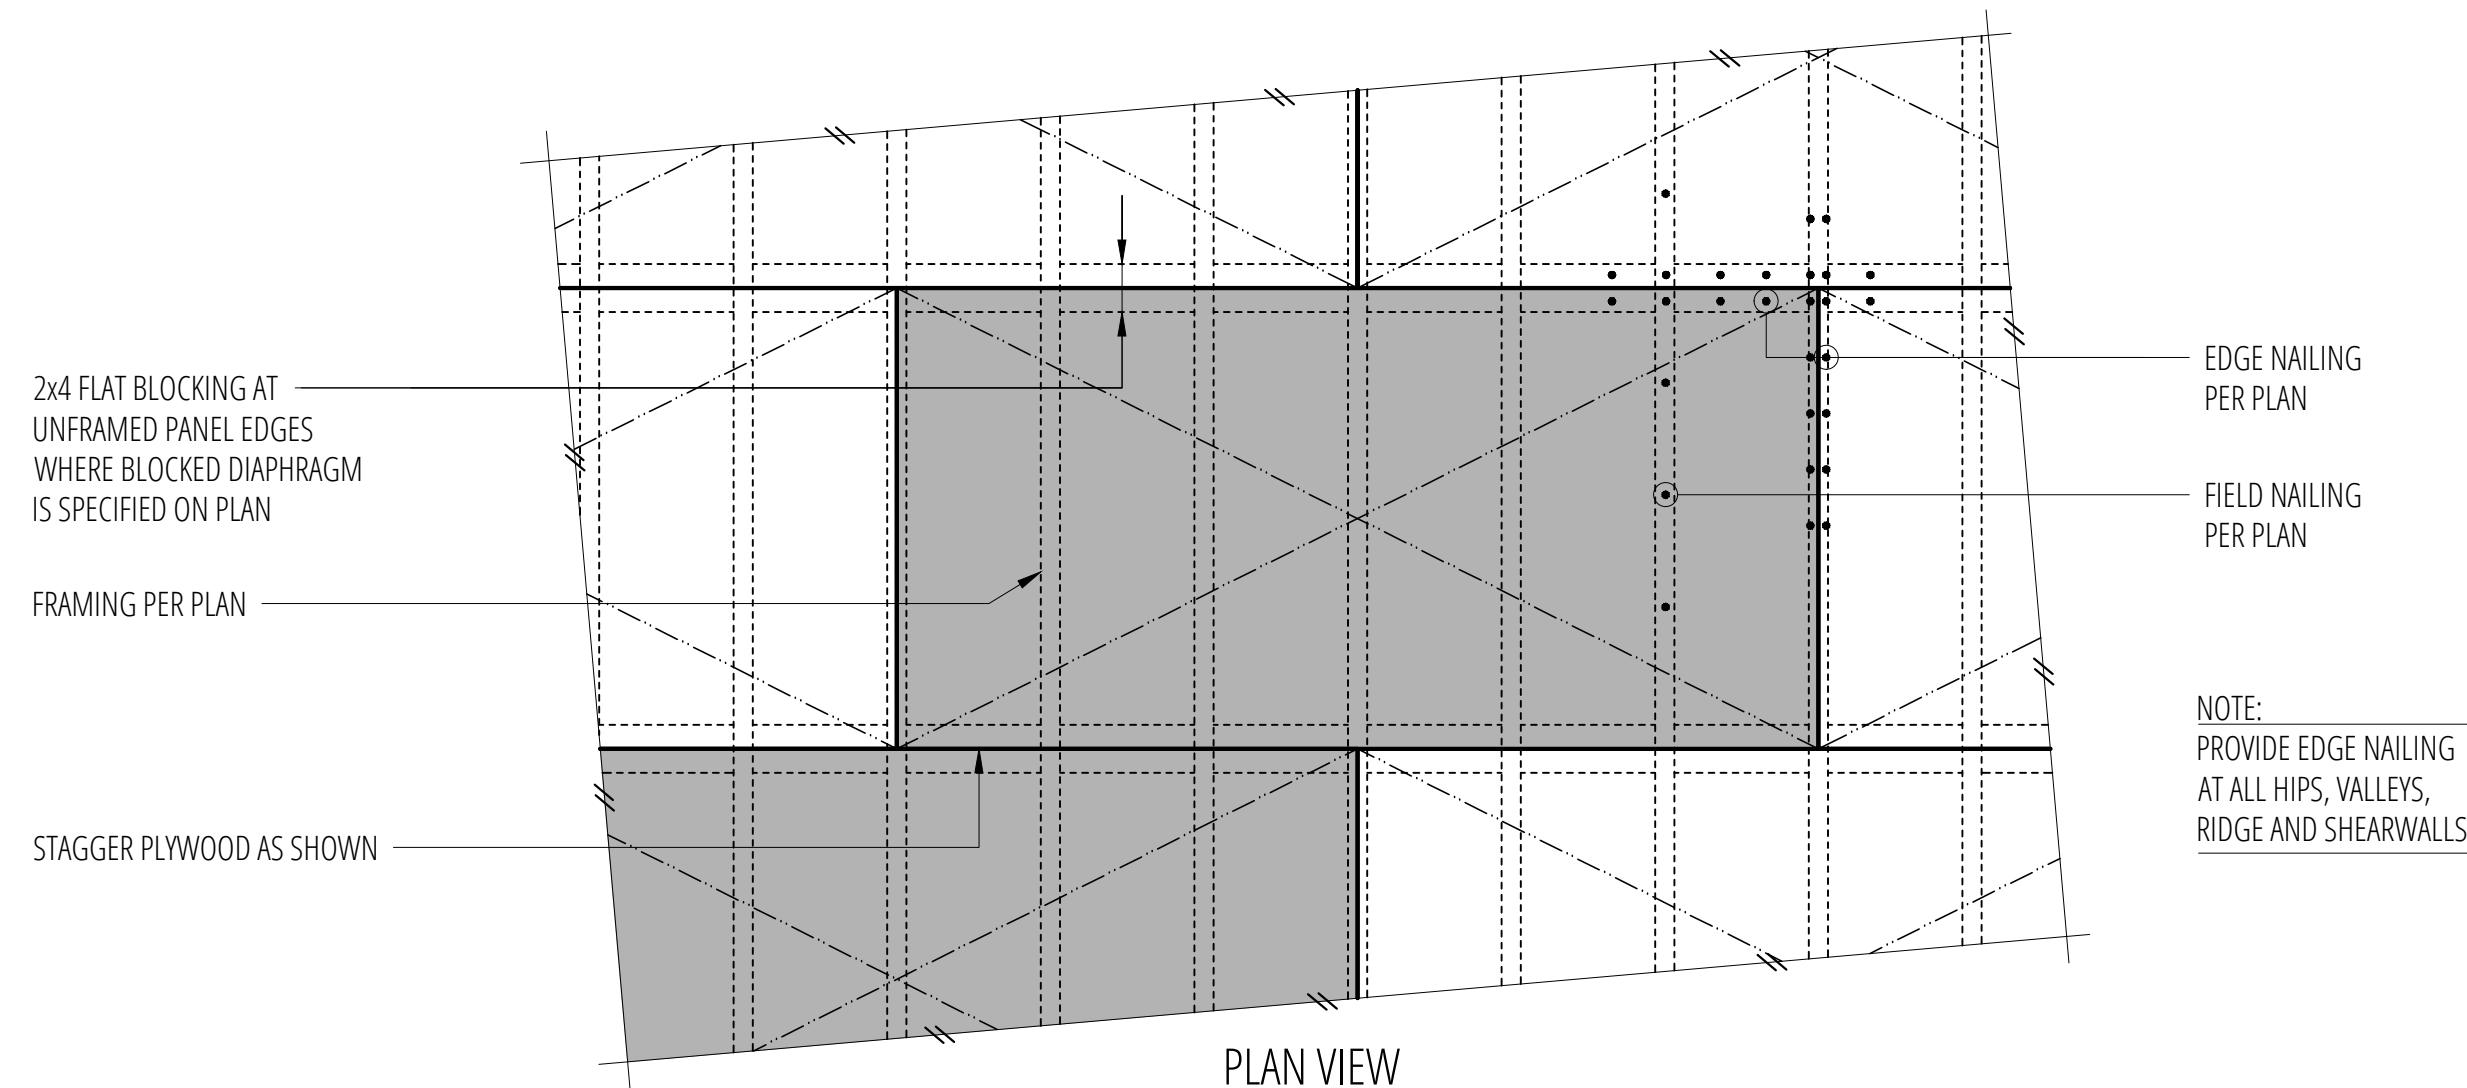 2x4 FLAT BLOCKING AT
UNFRAMED PANEL EDGES
WHERE BLOCKED DIAPHRAGM
IS SPECIFIED ON PLAN
FRAMING PER PLAN
STAGGER PLYWOOD AS SHOWN
EDGE NAILING
PER PLAN
FIELD NAILING
PER PLAN
NOTE:
PROVIDE EDGE NAILING
AT ALL HIPS, VALLEYS,
RIDGE AND SHEARWALLS
PLAN VIEW